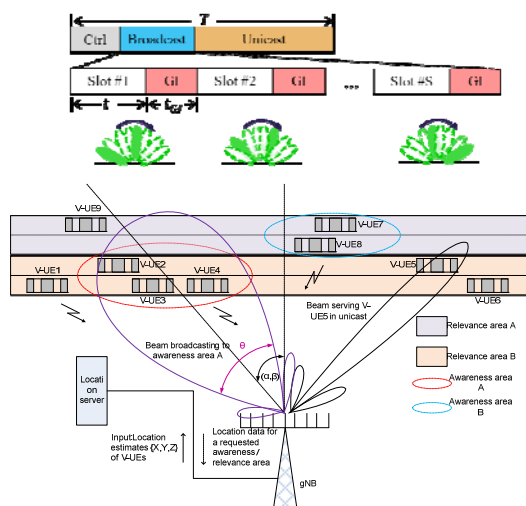 T
Ctrl
Broadcast
Unicast
Slot #1
GI
Slot #2
GI
...
Slot #S
GI
t
t_GI
V-UE9
V-UE7
V-UE8
V-UE1
V-UE2
V-UE4
V-UE3
V-UE5
V-UE6
Beam serving V-
UE5 in unicast
Beam broadcasting to
awareness area A
θ
(α,β)
Relevance area A
Relevance area B
Awareness area
A
Awareness area
B
Locati
on
server
Input:Location
estimates {X,Y,Z}
of V-UEs
Location data for
a requested
awareness/
relevance area
gNB